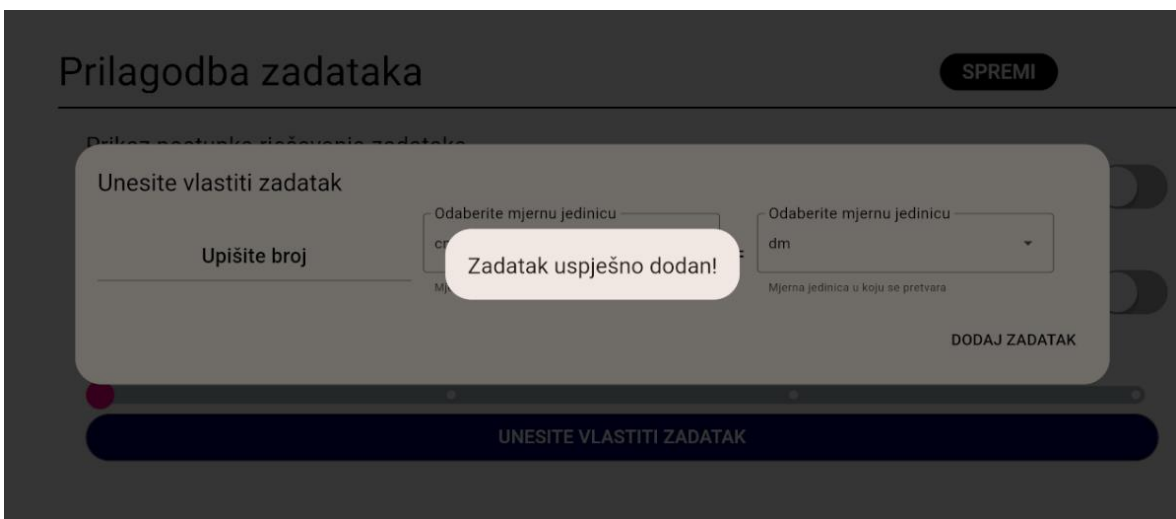 Prilagodba zadataka
SPREMI
Unesite vlastiti zadatak
Odaberite mjernu jedinicu
Odaberite mjernu jedinicu
Upišite broj
dm
Zadatak uspješno dodan!
=
Mjerna jedinica u koju se pretvara
DODAJ ZADATAK
UNESITE VLASTITI ZADATAK